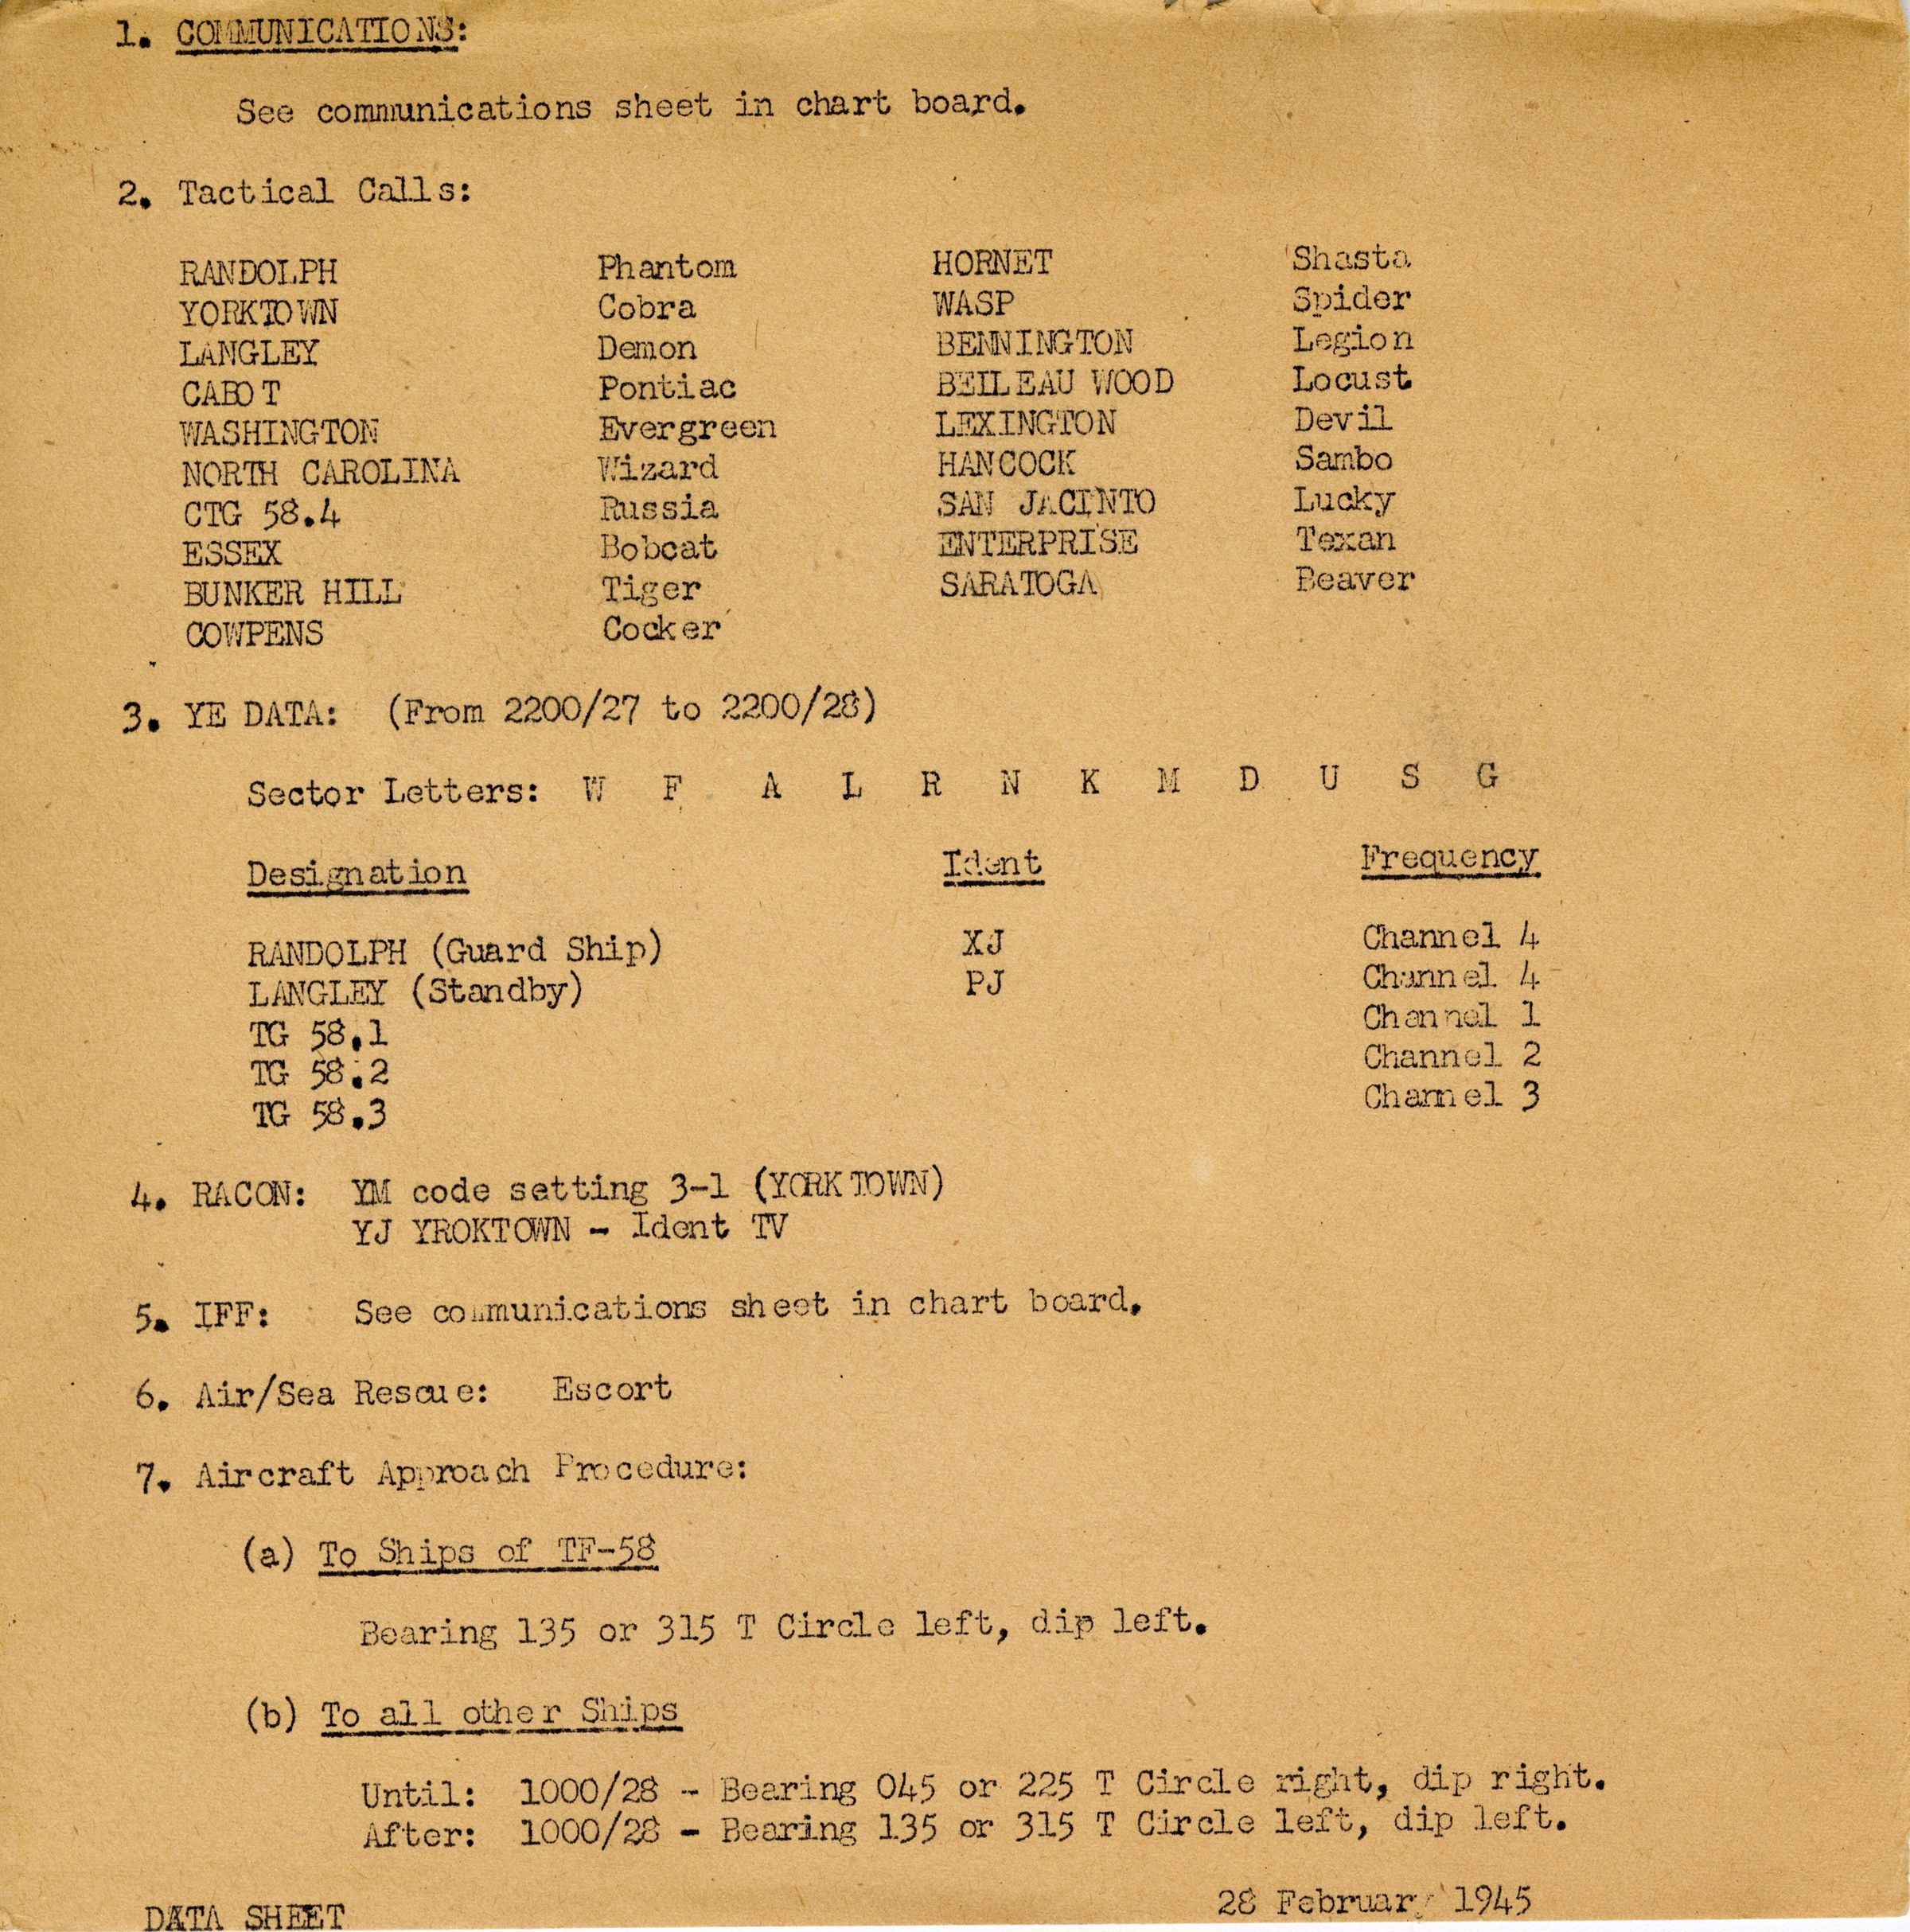 1. COMMUNICATIONS:
See communications sheet in chart board.
2. Tactical Calls:
RANDOLPH Phantom HORNET Shasta
YORKTOWN Cobra WASP Spider
LANGLEY Demon BENNINGTON Legion
CABOT Pontiac BEILEAU WOOD Locust
WASHINGTON Evergreen LEXINGTON Devil
NORTH CAROLINA Wizard HANCOCK Sambo
CTG 58.4 Russia SAN JACINTO Lucky
ESSEX Bobcat ENTERPRISE Texan
BUNKER HILL Tiger SARATOGA Beaver
COWPENS Cocker
3. YE DATA: (From 2200/27 to 2200/28)
Sector Letters: W F A L R N K M D U S G
Designation Ident Frequency
RANDOLPH (Guard Ship) XJ Channel 4
LANGLEY (Standby) PJ Channel 4
TG 58.1 Channel 1
TG 58.2 Channel 2
TG 58.3 Channel 3
4. RACON: YM code setting 3-1 (YORKTOWN)
YJ YROKTOWN - Ident TV
5. IFF: See communications sheet in chart board.
6. Air/Sea Rescue: Escort
7. Aircraft Approach Procedure:
(a) To Ships of TF-58
Bearing 135 or 315 T Circle left, dip left.
(b) To all other Ships
Until: 1000/28 - Bearing 045 or 225 T Circle right, dip right.
After: 1000/28 - Bearing 135 or 315 T Circle left, dip left.
DATA SHEET 28 February 1945